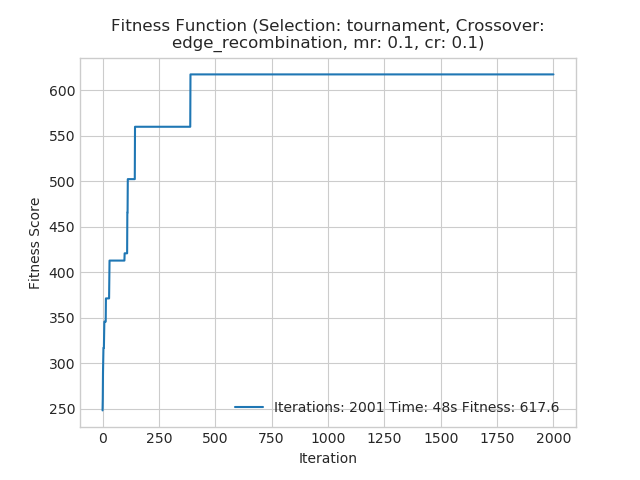 Fitness Function (Selection: tournament, Crossover:
edge_recombination, mr: 0.1, cr: 0.1)
Fitness Score
600
550
500
450
400
350
300
250
Iterations: 2001 Time: 48s Fitness: 617.6
0 250 500 750 1000 1250 1500 1750 2000
Iteration